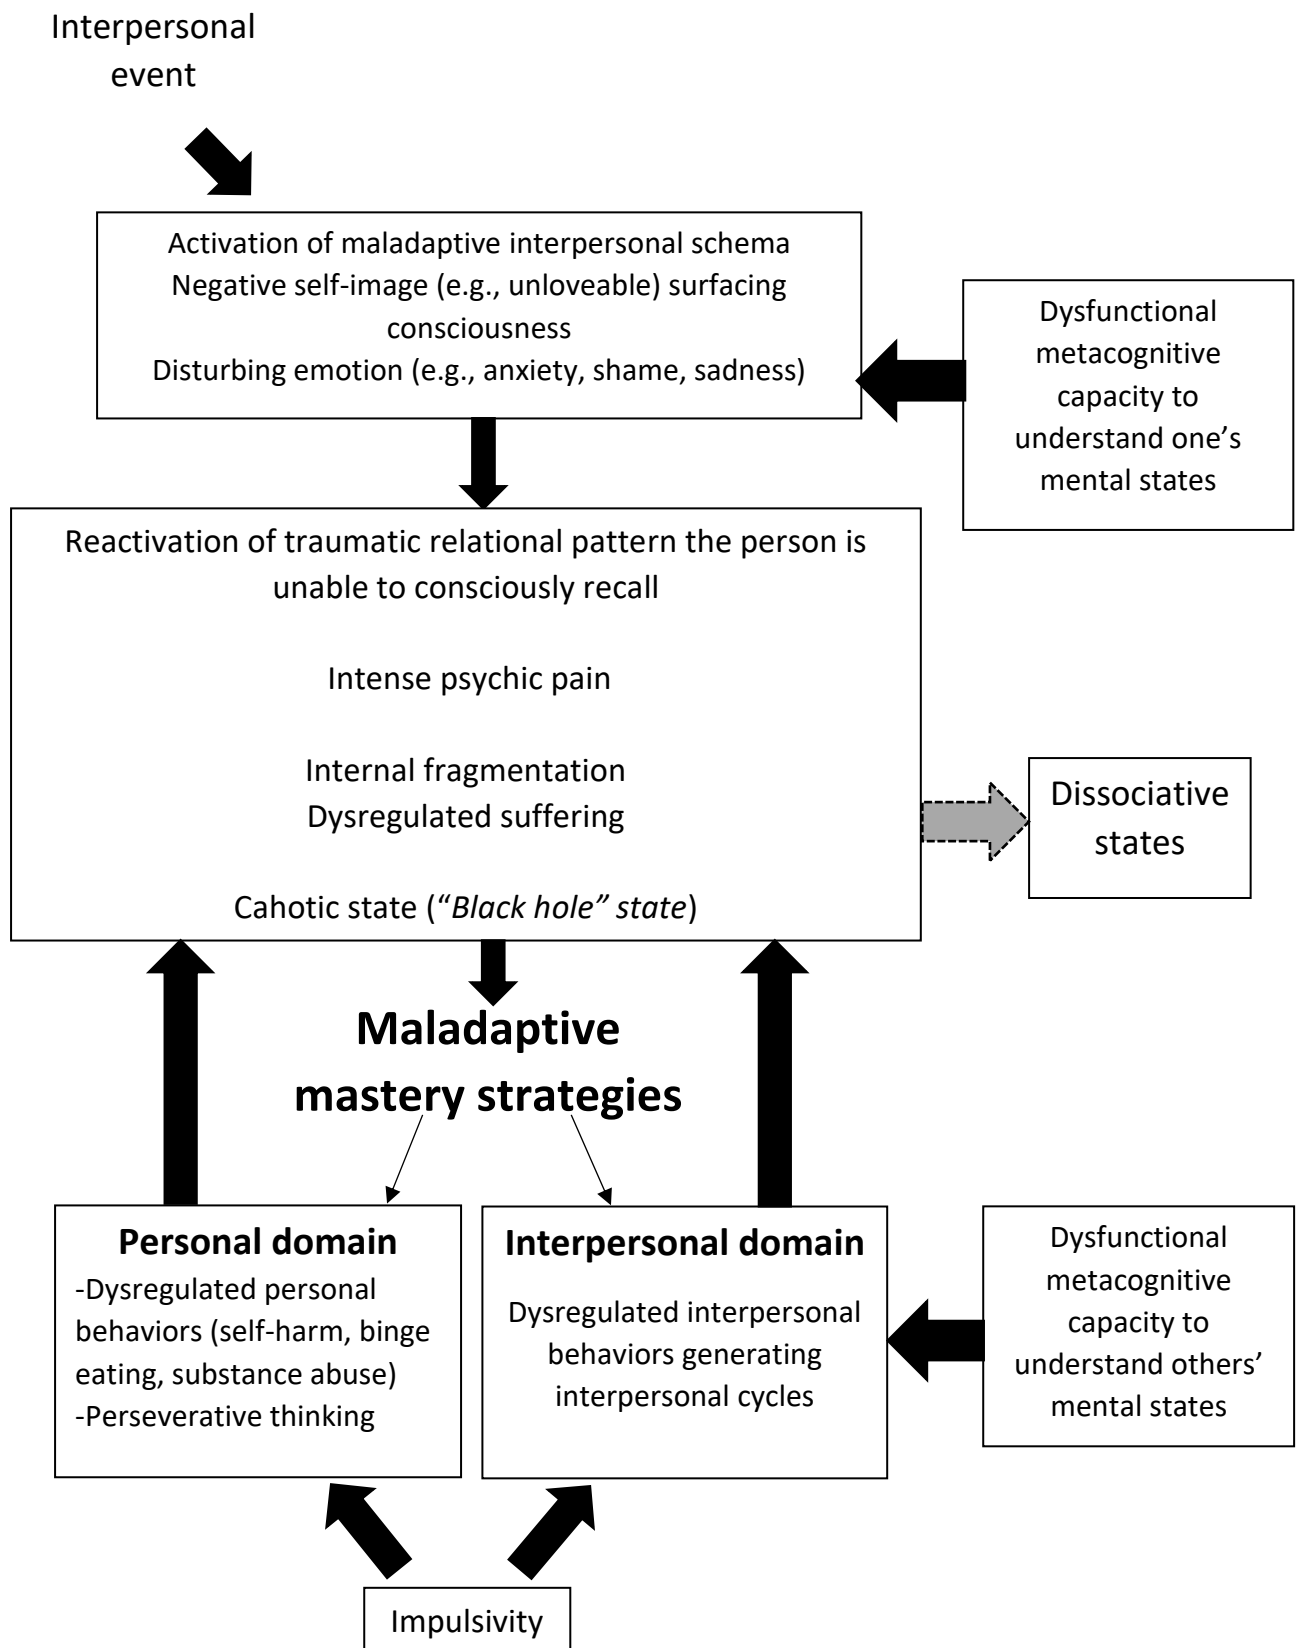 Interpersonal
event
Activation of maladaptive interpersonal schema
Negative self-image (e.g., unloveable) surfacing
consciousness
Disturbing emotion (e.g., anxiety, shame, sadness)
Dysfunctional
metacognitive
capacity to
understand one’s
mental states
Reactivation of traumatic relational pattern the person is
unable to consciously recall
Intense psychic pain
Internal fragmentation
Dysregulated suffering
Cahotic state (“Black hole” state)
Dissociative
states
Maladaptive
mastery strategies
Personal domain
-Dysregulated personal
behaviors (self-harm, binge
eating, substance abuse)
-Perseverative thinking
Interpersonal domain
Dysregulated interpersonal
behaviors generating
interpersonal cycles
Dysfunctional
metacognitive
capacity to
understand others’
mental states
Impulsivity